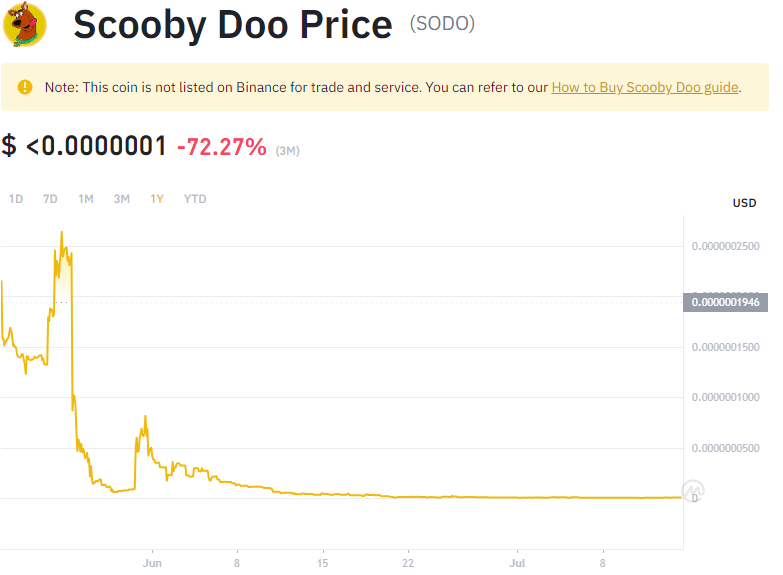 Scooby Doo Price (SODO)
Note: This coin is not listed on Binance for trade and service. You can refer to our How to Buy Scooby Doo guide.
$ <0.0000001 -72.27% (3M)
1D 7D 1M 3M 1Y YTD
USD
0.0000002500
0.0000001946
0.0000001500
0.0000001000
0.0000000500
0
Jun 8 15 22 Jul 8